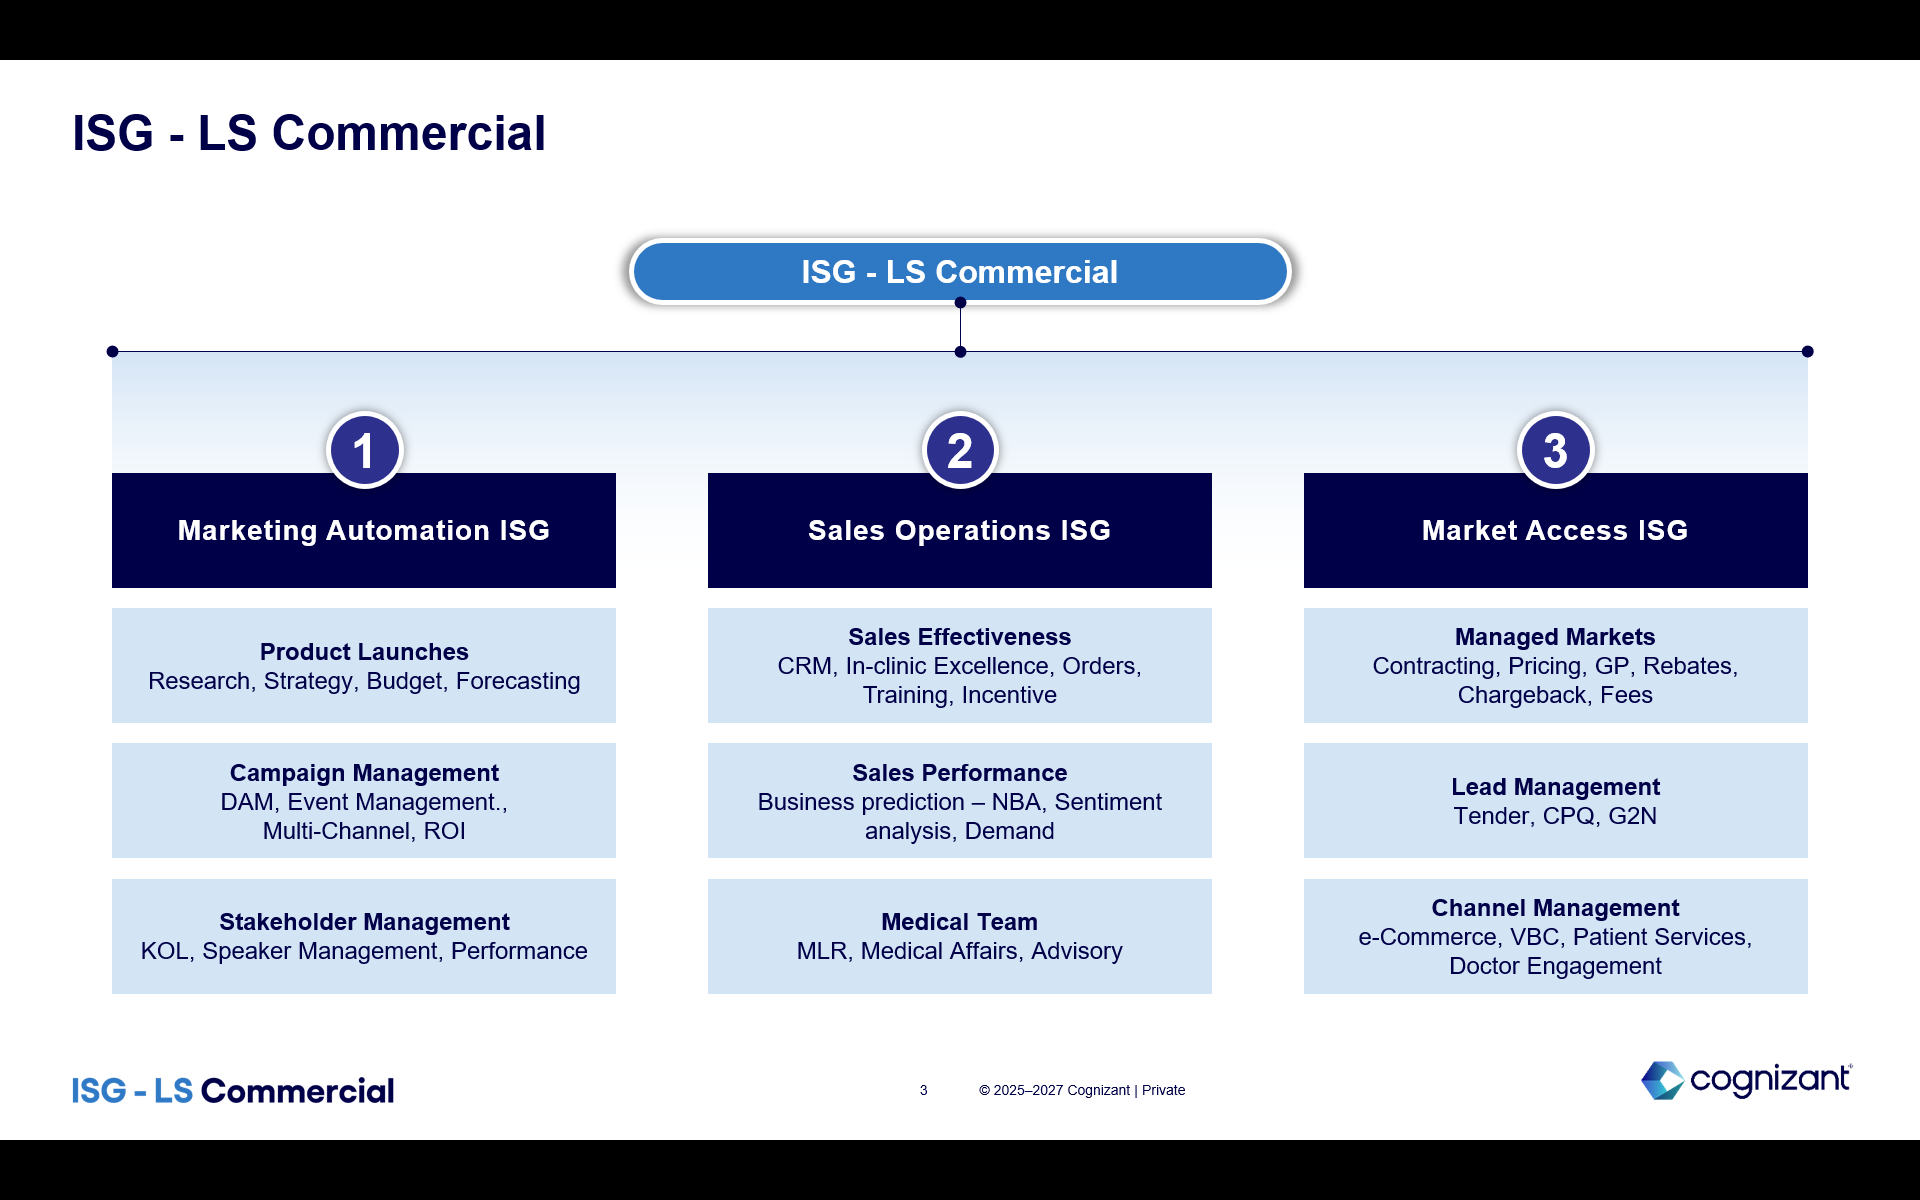 ISG - LS Commercial
ISG - LS Commercial
1
Marketing Automation ISG
Product Launches
Research, Strategy, Budget, Forecasting
Campaign Management
DAM, Event Management.,
Multi-Channel, ROI
Stakeholder Management
KOL, Speaker Management, Performance
2
Sales Operations ISG
Sales Effectiveness
CRM, In-clinic Excellence, Orders,
Training, Incentive
Sales Performance
Business prediction – NBA, Sentiment
analysis, Demand
Medical Team
MLR, Medical Affairs, Advisory
3
Market Access ISG
Managed Markets
Contracting, Pricing, GP, Rebates,
Chargeback, Fees
Lead Management
Tender, CPQ, G2N
Channel Management
e-Commerce, VBC, Patient Services,
Doctor Engagement
ISG - LS Commercial
3
© 2025–2027 Cognizant | Private
cognizant®